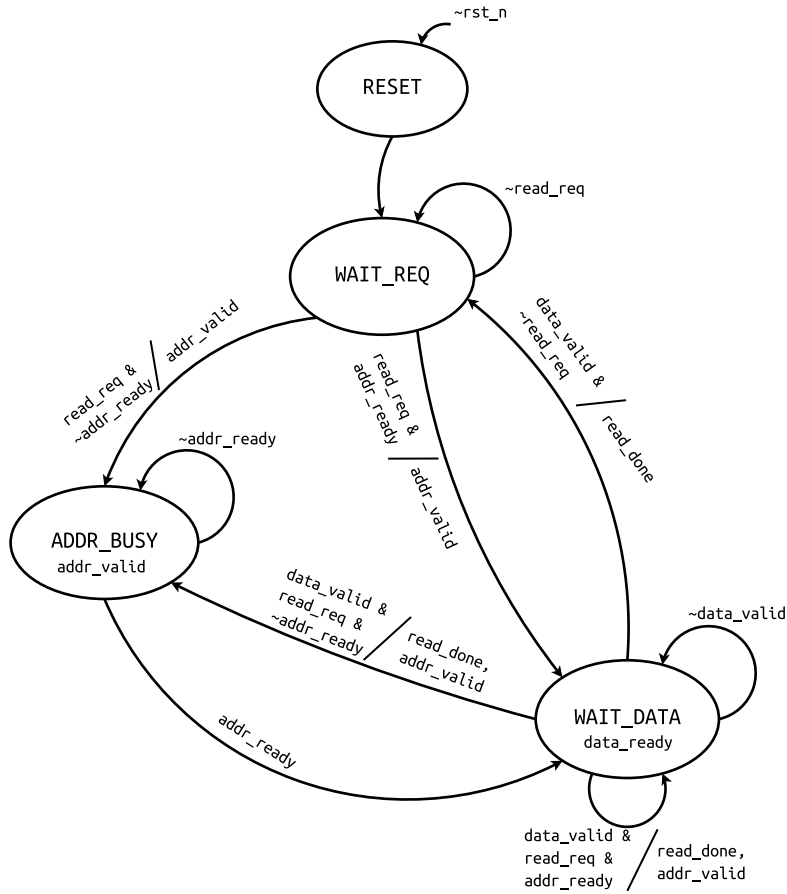 ~rst_n
RESET
~read_req
WAIT_REQ
read_req &
~addr_ready
addr_valid
read_req &
addr_ready
addr_valid
data_valid &
~read_req
read_done
~addr_ready
ADDR_BUSY
addr_valid
data_valid &
read_req &
~addr_ready
read_done,
addr_valid
addr_ready
~data_valid
WAIT_DATA
data_ready
data_valid &
read_req &
addr_ready
read_done,
addr_valid